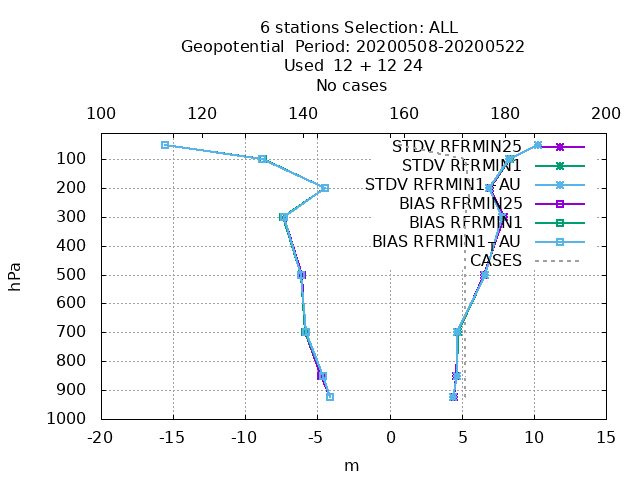 6 stations Selection: ALL
Geopotential  Period: 20200508-20200522
Used  12 + 12 24
No cases
100 120 140 160 180 200
STDV RFRMIN25
STDV RFRMIN1
STDV RFRMIN1+AU
BIAS RFRMIN25
BIAS RFRMIN1
BIAS RFRMIN1+AU
CASES
100
200
300
400
500
600
700
800
900
1000
hPa
-20 -15 -10 -5 0 5 10 15
m